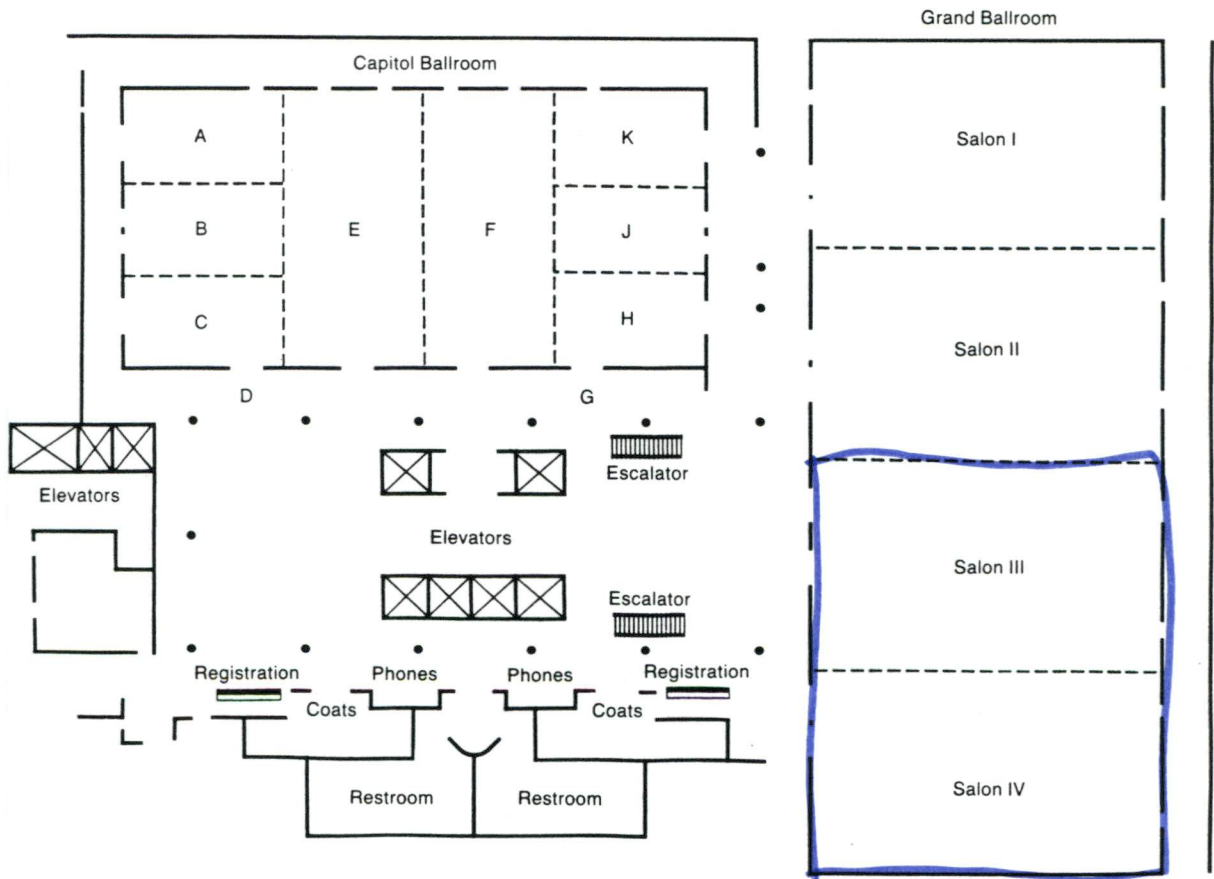 Grand Ballroom
Capitol Ballroom
A
K
Salon I
B
E
F
J
C
H
Salon II
D
G
Escalator
Elevators
Elevators
Salon III
Escalator
Registration
Phones
Phones
Registration
Coats
Coats
Restroom
Restroom
Salon IV